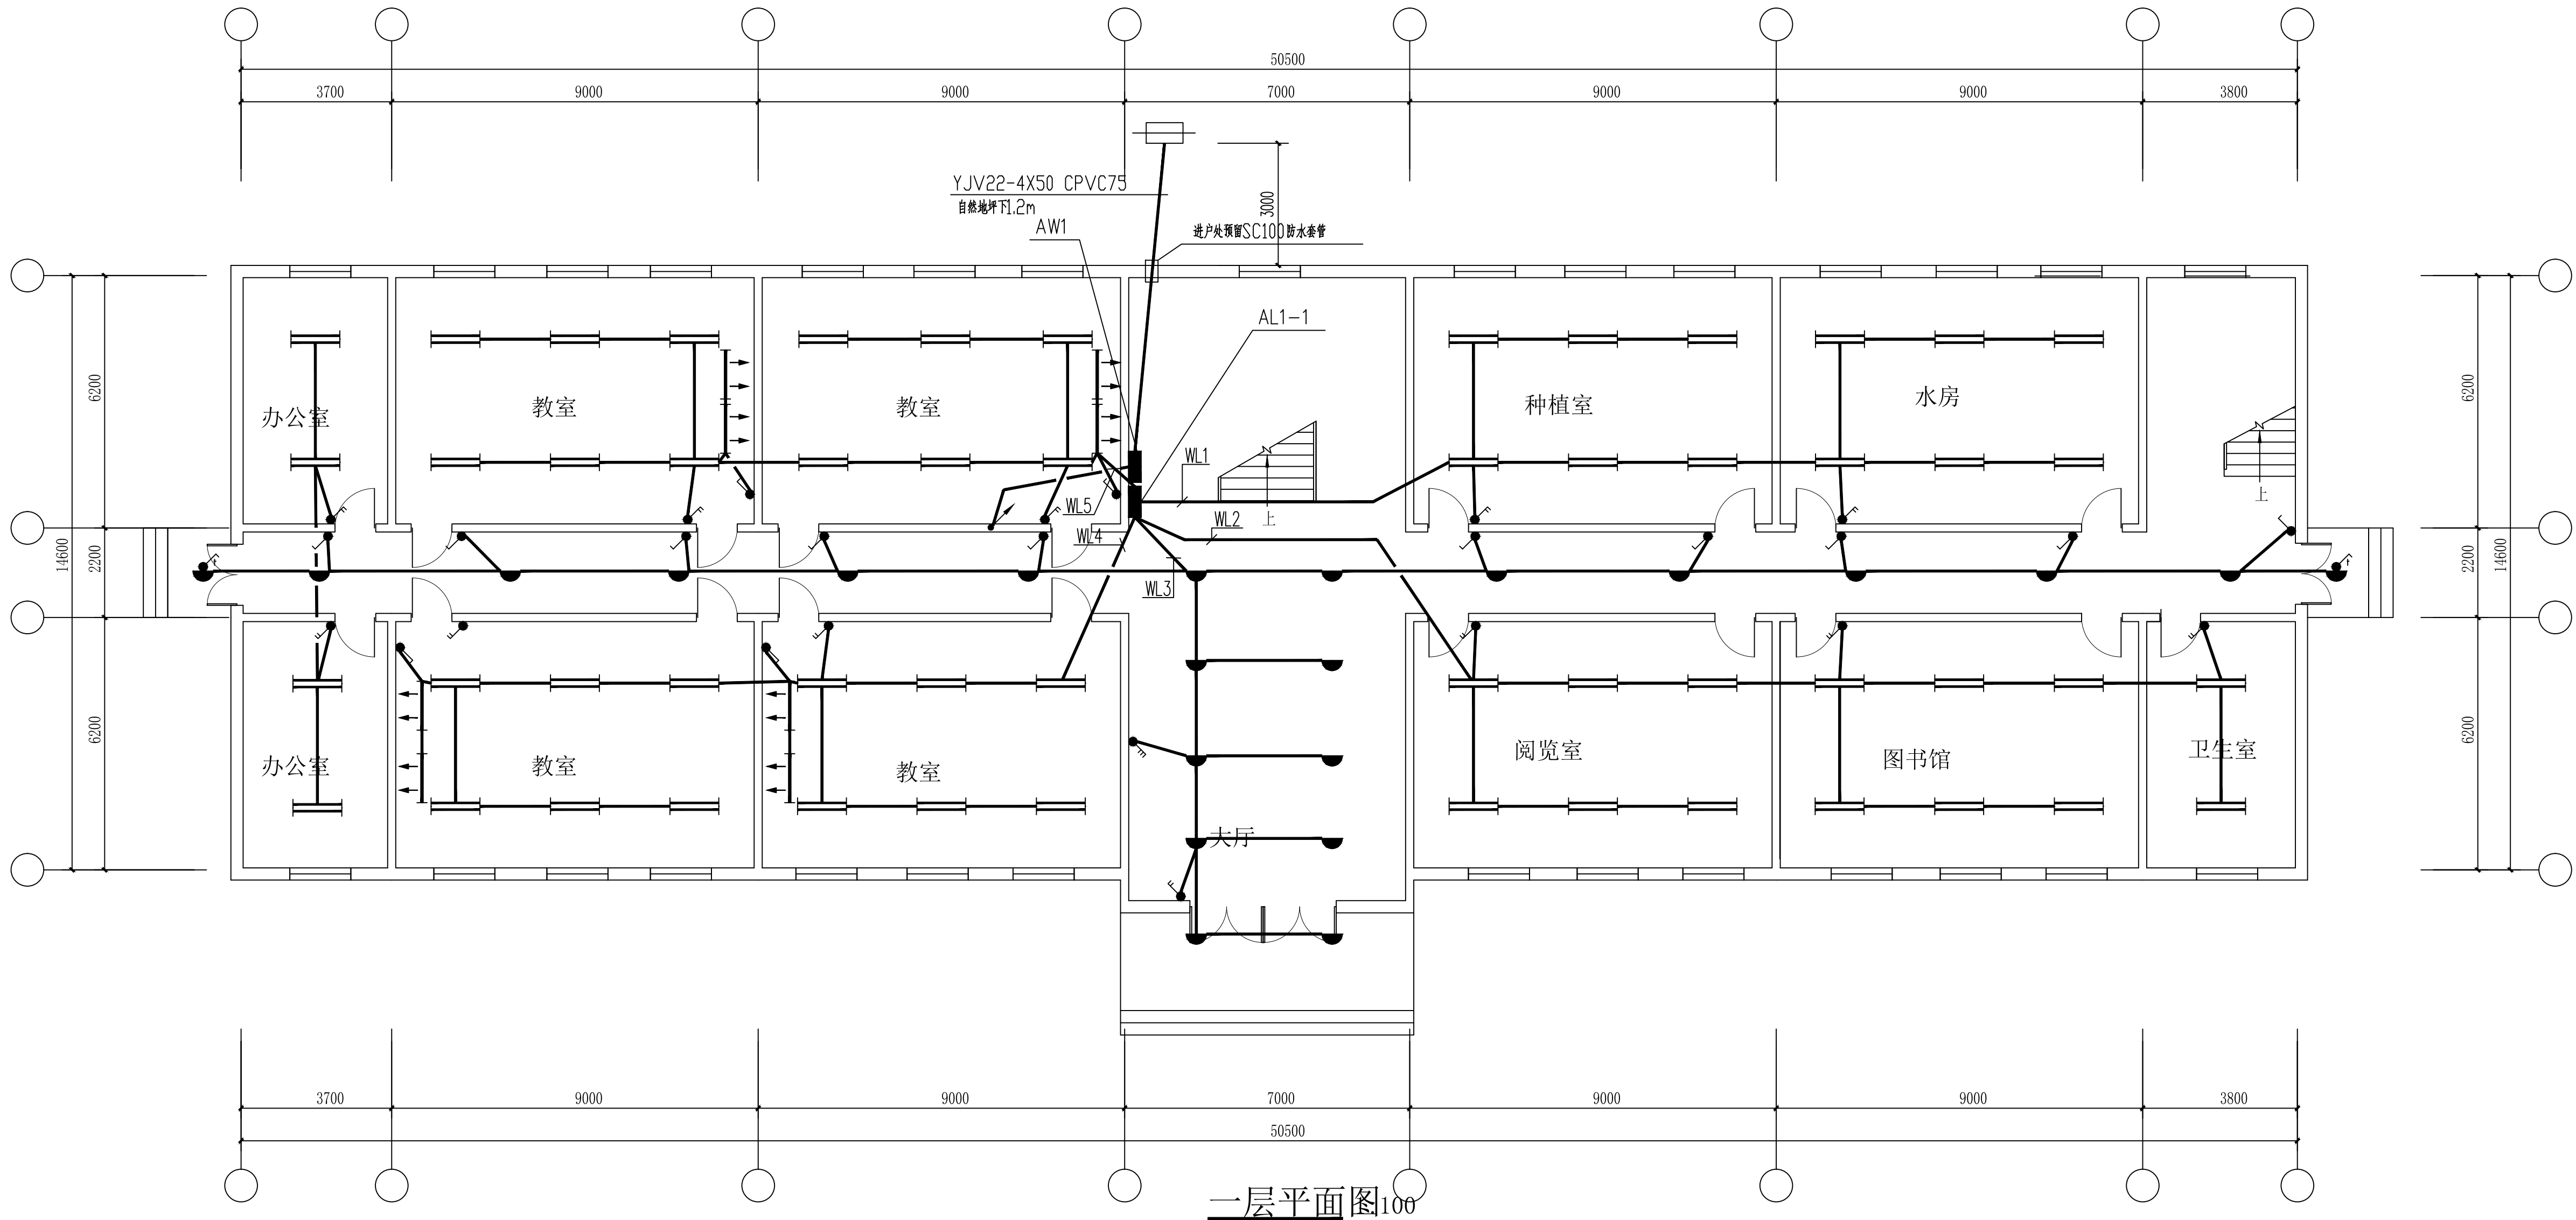 50500
3700 9000 9000 7000 9000 9000 3800
YJV22-4X50 CPVC75
自然地坪下1.2m
AW1
3000
进户处预留SC100防水套管
AL1-1
6200
2200
14600
6200
办公室 教室 教室 种植室 水房
WL1
WL5
WL2
WL4
WL3
上
上
6200
2200
14600
6200
办公室 教室 教室 阅览室 图书馆 卫生室
大厅
3700 9000 9000 7000 9000 9000 3800
50500
一层平面图 100